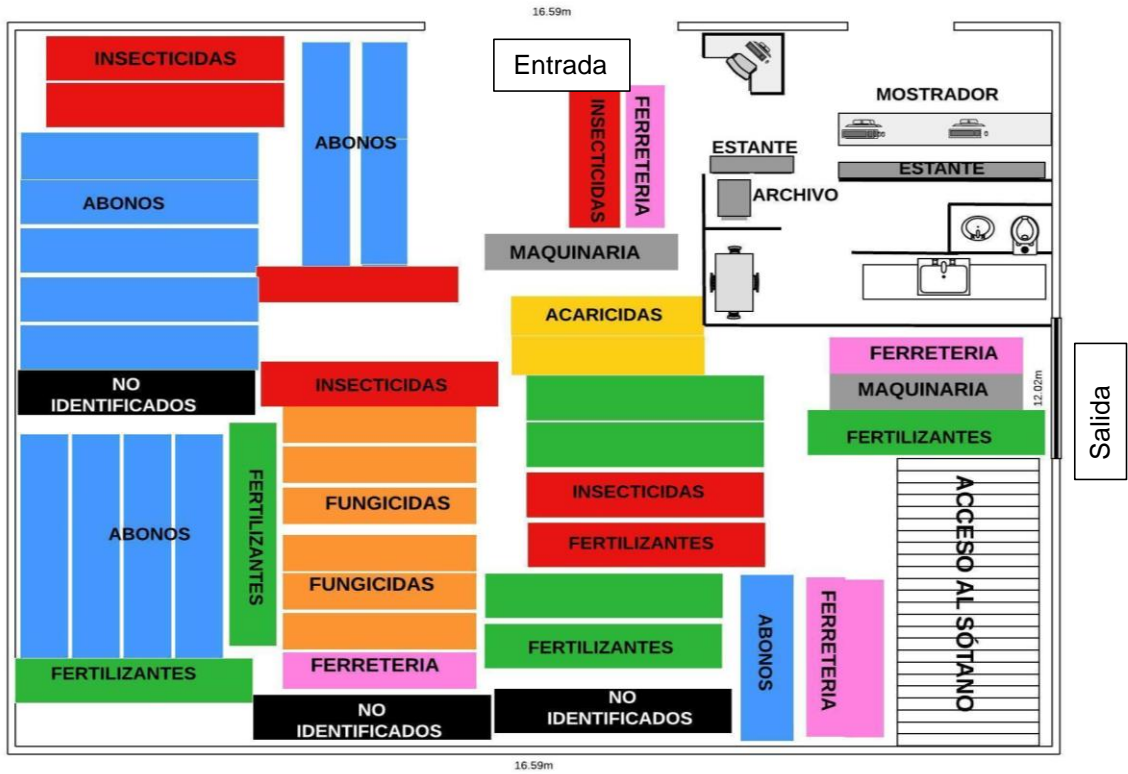 16.59m
INSECTICIDAS
Entrada
ABONOS
INSECTICIDAS
FERRETERIA
MOSTRADOR
ESTANTE
ESTANTE
ARCHIVO
ABONOS
MAQUINARIA
ACARICIDAS
NO
IDENTIFICADOS
INSECTICIDAS
FERRETERIA
MAQUINARIA
12.02m
Salida
FERTILIZANTES
ABONOS
FERTILIZANTES
FUNGICIDAS
INSECTICIDAS
FERTILIZANTES
FUNGICIDAS
ACCESO AL SÓTANO
FERTILIZANTES
FERRETERIA
FERTILIZANTES
ABONOS
FERRETERIA
NO
IDENTIFICADOS
NO
IDENTIFICADOS
16.59m